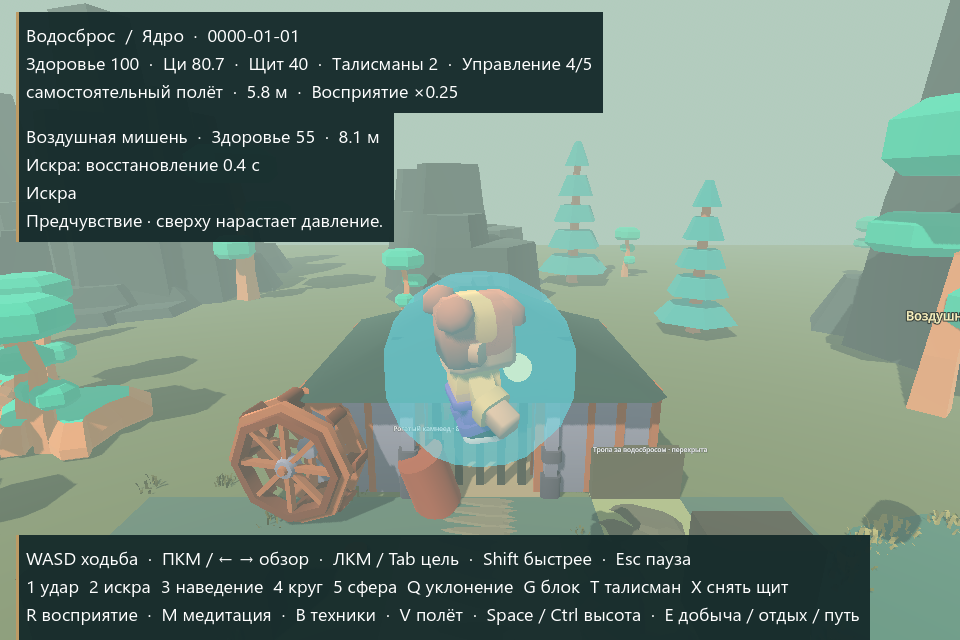 Водосброс / Ядро · 0000-01-01
Здоровье 100 · Ци 80.7 · Щит 40 · Талисманы 2 · Управление 4/5
самостоятельный полёт · 5.8 м · Восприятие ×0.25
Воздушная мишень · Здоровье 55 · 8.1 м
Искра: восстановление 0.4 с
Искра
Предчувствие · сверху нарастает давление.
Воздушн
Тропа за водосбросом · перекрыта
WASD ходьба · ПКМ / ← → обзор · ЛКМ / Tab цель · Shift быстрее · Esc пауза
1 удар 2 искра 3 наведение 4 круг 5 сфера Q уклонение G блок T талисман X снять щит
R восприятие · M медитация · B техники · V полёт · Space / Ctrl высота · E добыча / отдых / путь